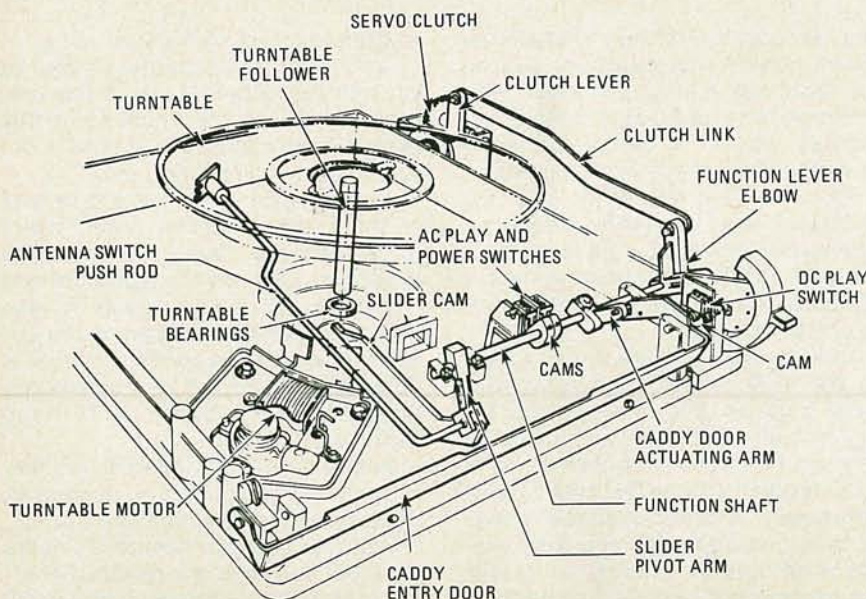 SERVO CLUTCH
TURNTABLE
FOLLOWER
CLUTCH LEVER
TURNTABLE
CLUTCH LINK
FUNCTION LEVER
ELBOW
ANTENNA SWITCH
PUSH ROD
AC PLAY AND
POWER SWITCHES
DC PLAY
SWITCH
TURNTABLE
BEARINGS
SLIDER CAM
CAMS
CAM
CADDY DOOR
ACTUATING ARM
TURNTABLE MOTOR
FUNCTION SHAFT
SLIDER
PIVOT ARM
CADDY
ENTRY DOOR